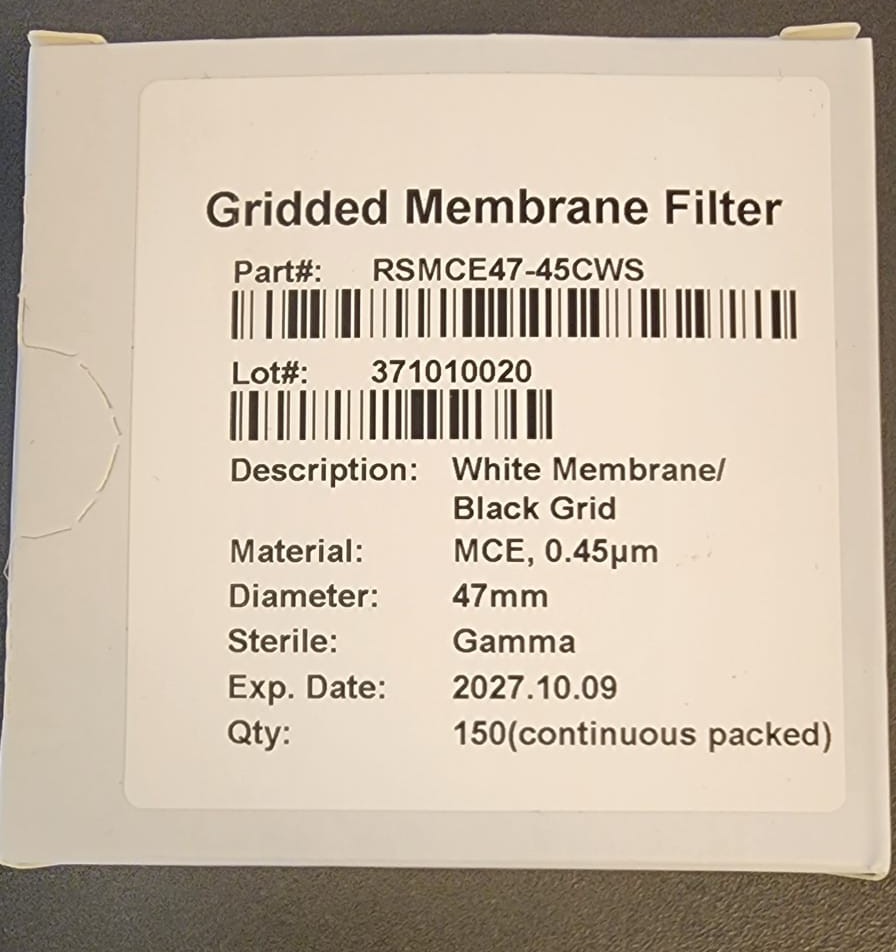 Gridded Membrane Filter
Part#: RSMCE47-45CWS
Lot#: 371010020
Description: White Membrane/
Black Grid
Material: MCE, 0.45µm
Diameter: 47mm
Sterile: Gamma
Exp. Date: 2027.10.09
Qty: 150(continuous packed)